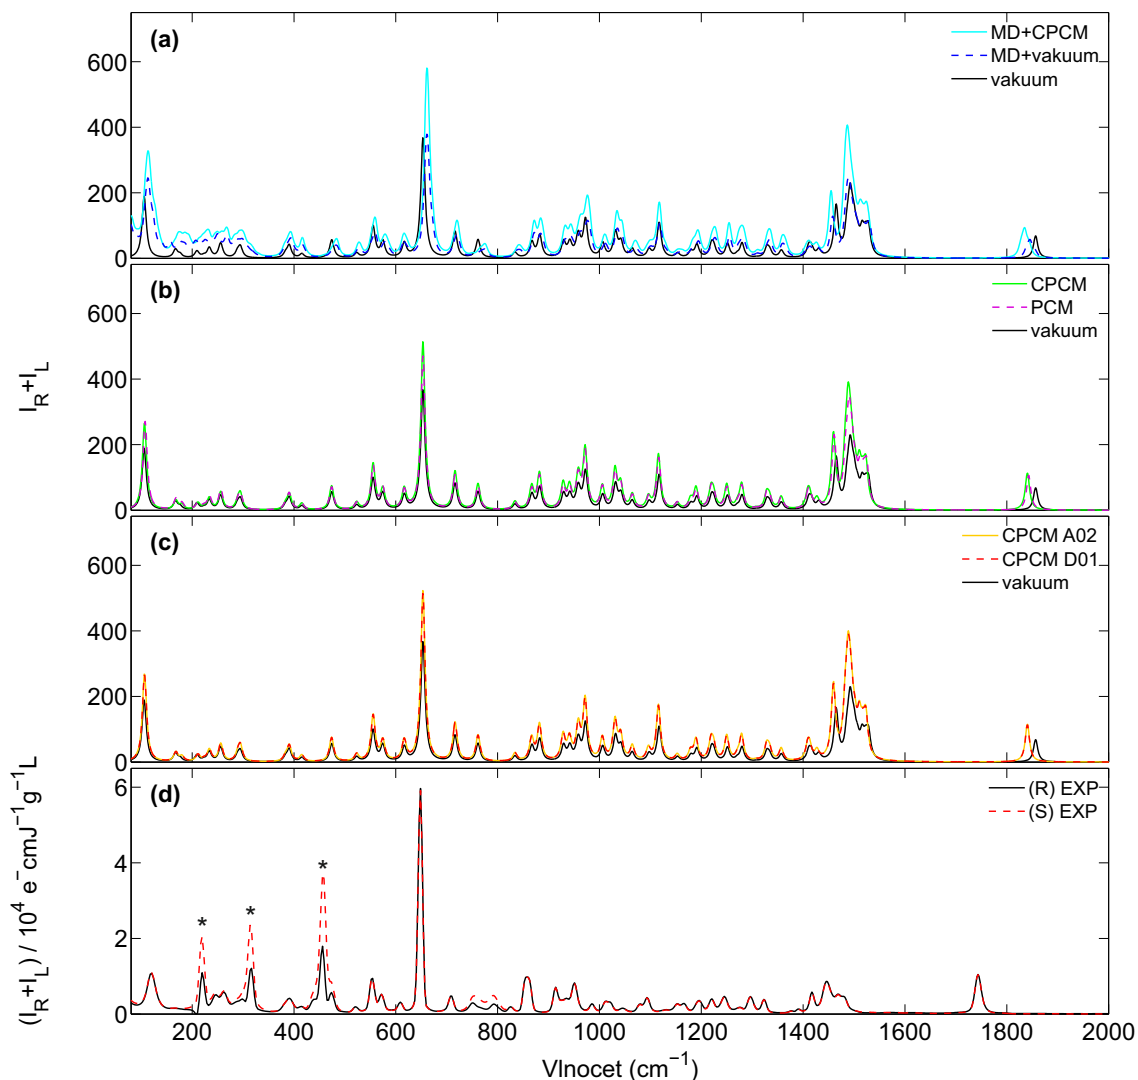 (a)
MD+CPCM
MD+vakuum
vakuum
600
400
200
0
(b)
CPCM
PCM
vakuum
600
400
200
0
I_R+I_L
(c)
CPCM A02
CPCM D01
vakuum
600
400
200
0
(d)
(R) EXP
(S) EXP
6
4
2
0
* * *
(I_R+I_L) / 10⁴ e⁻cmJ⁻¹g⁻¹L
200 400 600 800 1000 1200 1400 1600 1800 2000
Vlnocet (cm⁻¹)